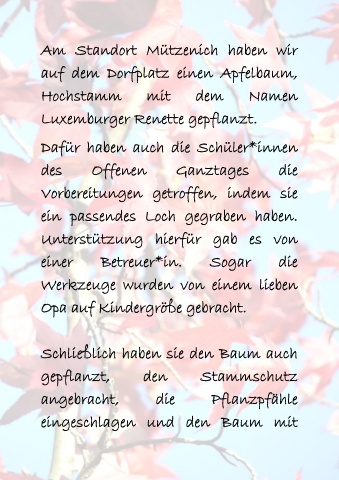 Am Standort Mützenich haben wir
auf dem Dorfplatz einen Apfelbaum,
Hochstamm mit dem Namen
Luxemburger Renette gepflanzt.
Dafür haben auch die Schüler*innen
des Offenen Ganztages die
Vorbereitungen getroffen, indem sie
ein passendes Loch gegraben haben.
Unterstützung hierfür gab es von
einer Betreuer*in. Sogar die
Werkzeuge wurden von einem lieben
Opa auf Kindergröße gebracht.
Schließlich haben sie den Baum auch
gepflanzt, den Stammschutz
angebracht, die Pflanzpfähle
eingeschlagen und den Baum mit